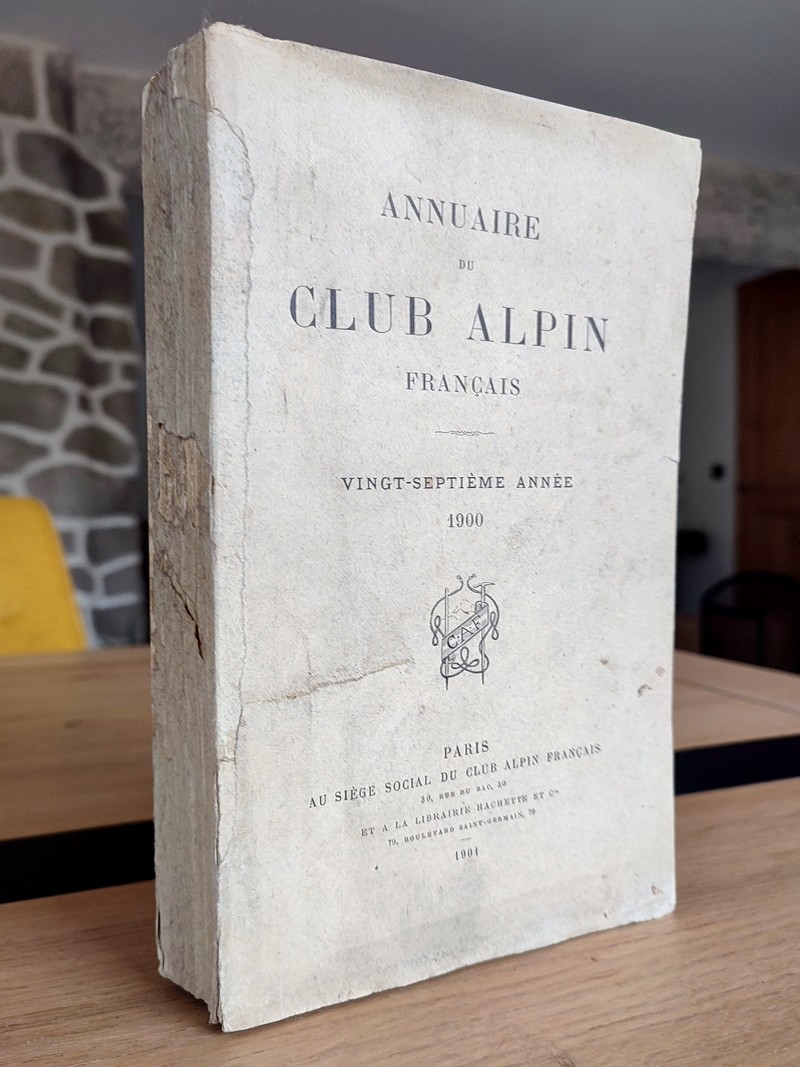 ANNUAIRE
DU
CLUB ALPIN
FRANÇAIS
VINGT-SEPTIÈME ANNÉE
1900
C.A.F
PARIS
AU SIÈGE SOCIAL DU CLUB ALPIN FRANÇAIS
30, RUE DU BAC, 30
ET A LA LIBRAIRIE HACHETTE ET Cie
79, BOULEVARD SAINT-GERMAIN, 79
1901